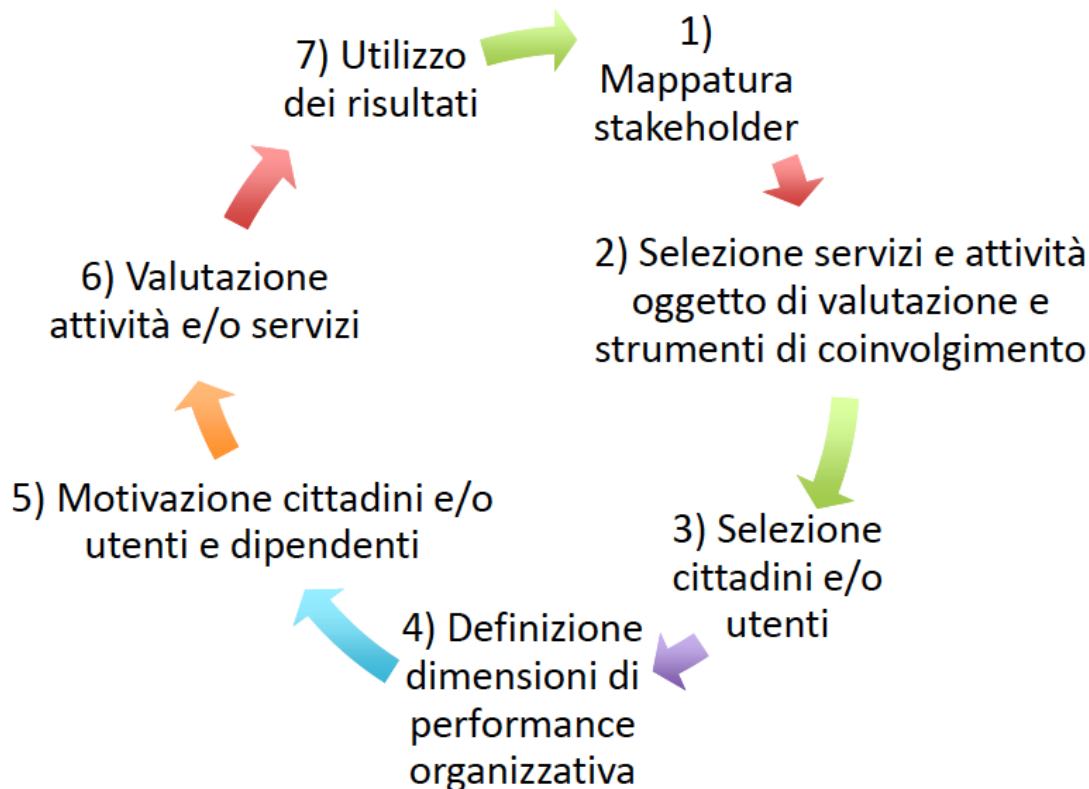 1)
Mappatura
stakeholder
2) Selezione servizi e attività
oggetto di valutazione e
strumenti di coinvolgimento
3) Selezione
cittadini e/o
utenti
4) Definizione
dimensioni di
performance
organizzativa
5) Motivazione cittadini e/o
utenti e dipendenti
6) Valutazione
attività e/o servizi
7) Utilizzo
dei risultati